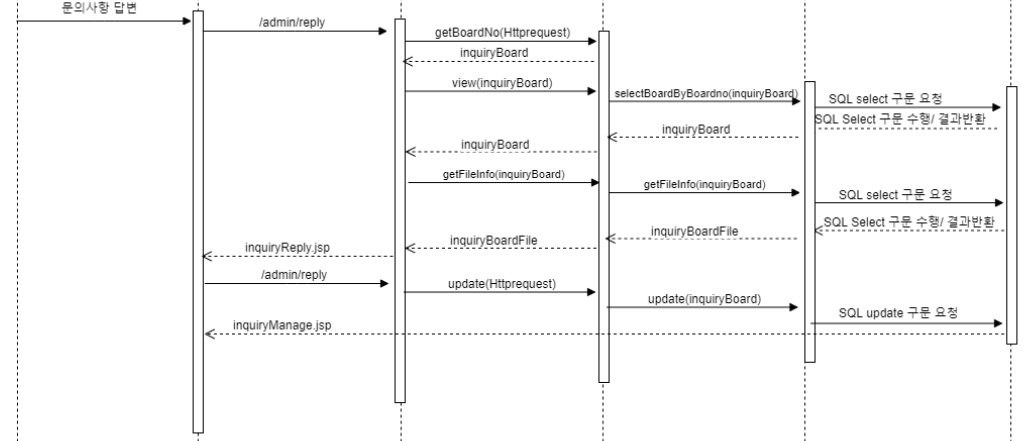 문의사항 답변
/admin/reply
getBoardNo(Httprequest)
inquiryBoard
view(inquiryBoard)
selectBoardByBoardno(inquiryBoard)
SQL select 구문 요청
SQL Select 구문 수행/ 결과반환
inquiryBoard
inquiryBoard
getFileInfo(inquiryBoard)
getFileInfo(inquiryBoard)
SQL select 구문 요청
SQL Select 구문 수행/ 결과반환
inquiryBoardFile
inquiryBoardFile
inquiryReply.jsp
/admin/reply
update(Httprequest)
update(inquiryBoard)
SQL update 구문 요청
inquiryManage.jsp